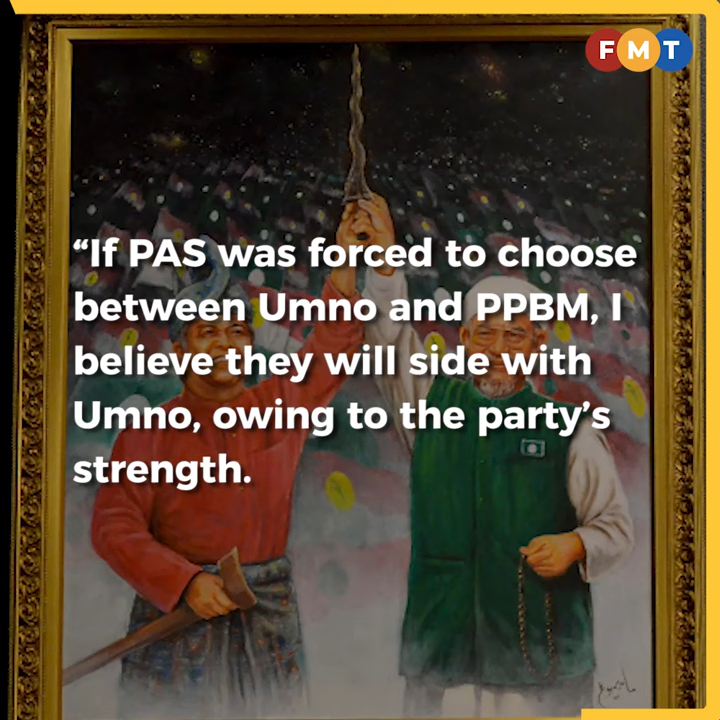 FMT
“If PAS was forced to choose
between Umno and PPBM, I
believe they will side with
Umno, owing to the party’s
strength.